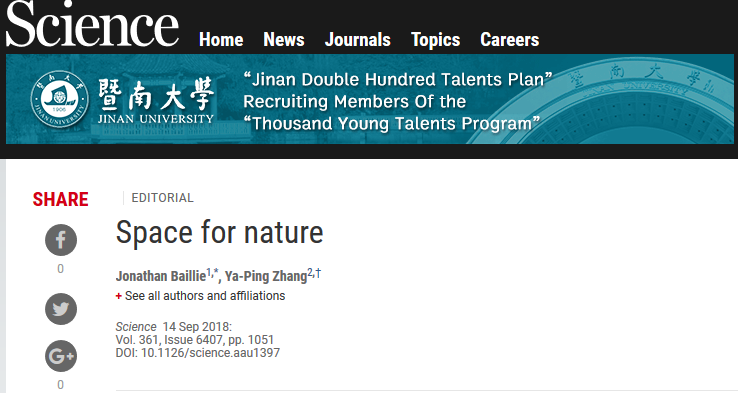 Science
Home News Journals Topics Careers
暨南大學
JINAN UNIVERSITY
1906
JINAN UNIVERSITY
“Jinan Double Hundred Talents Plan”
Recruiting Members Of the
“Thousand Young Talents Program”
SHARE
0
0
EDITORIAL
Space for nature
Jonathan Baillie1,*, Ya-Ping Zhang2,†
+ See all authors and affiliations
Science 14 Sep 2018:
Vol. 361, Issue 6407, pp. 1051
DOI: 10.1126/science.aau1397